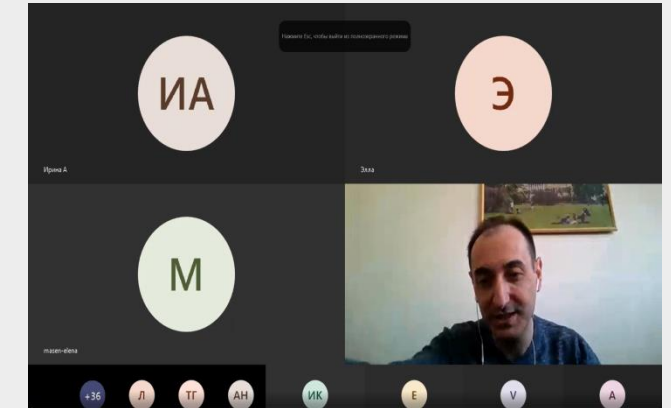 Нажмите Esc, чтобы выйти из полноэкранного режима
ИА
Э
Ирина А
Элла
М
masen-elena
+36
Л
ТГ
АН
ИК
Е
V
А